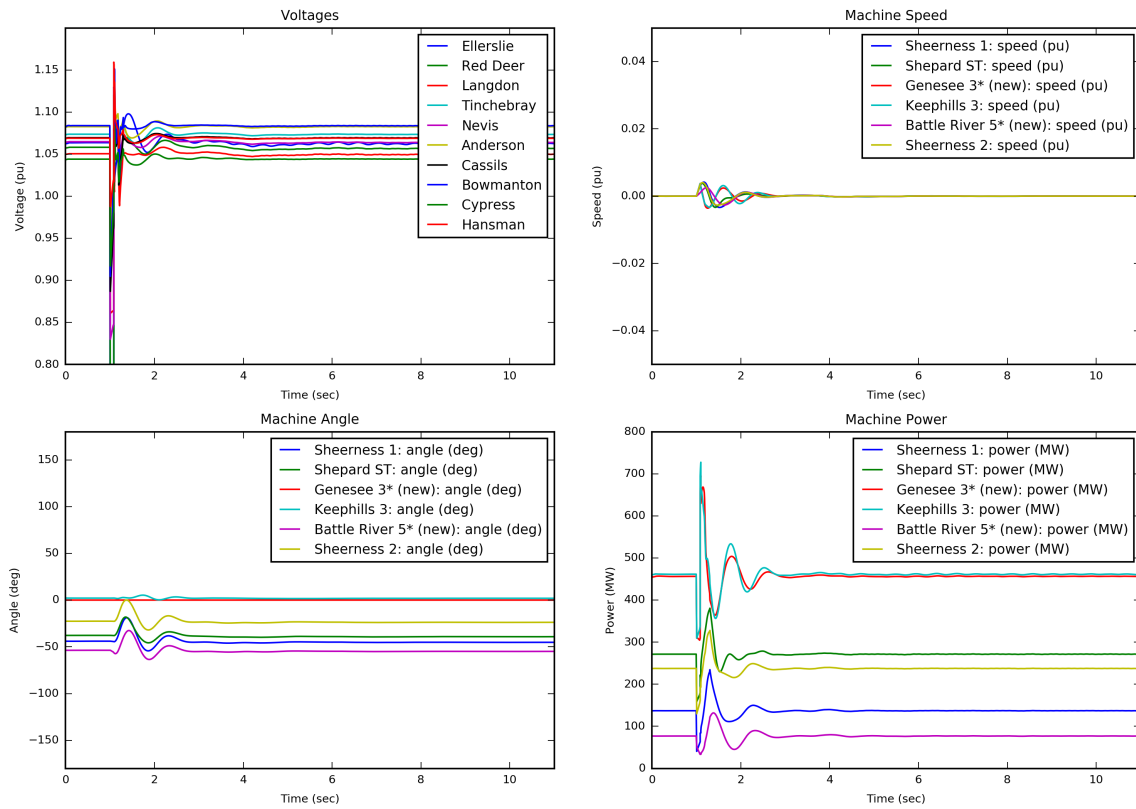 Voltages
1.15
1.10
1.05
1.00
0.95
0.90
0.85
0.80
Voltage (pu)
Ellerslie
Red Deer
Langdon
Tinchebray
Nevis
Anderson
Cassils
Bowmanton
Cypress
Hansman
0 2 4 6 8 10
Time (sec)
Machine Speed
0.04
0.02
0.00
−0.02
−0.04
Speed (pu)
Sheerness 1: speed (pu)
Shepard ST: speed (pu)
Genesee 3* (new): speed (pu)
Keephills 3: speed (pu)
Battle River 5* (new): speed (pu)
Sheerness 2: speed (pu)
0 2 4 6 8 10
Time (sec)
Machine Angle
150
100
50
0
−50
−100
−150
Angle (deg)
Sheerness 1: angle (deg)
Shepard ST: angle (deg)
Genesee 3* (new): angle (deg)
Keephills 3: angle (deg)
Battle River 5* (new): angle (deg)
Sheerness 2: angle (deg)
0 2 4 6 8 10
Time (sec)
Machine Power
800
700
600
500
400
300
200
100
0
Power (MW)
Sheerness 1: power (MW)
Shepard ST: power (MW)
Genesee 3* (new): power (MW)
Keephills 3: power (MW)
Battle River 5* (new): power (MW)
Sheerness 2: power (MW)
0 2 4 6 8 10
Time (sec)